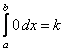 ∫_a^b 0 dx = k